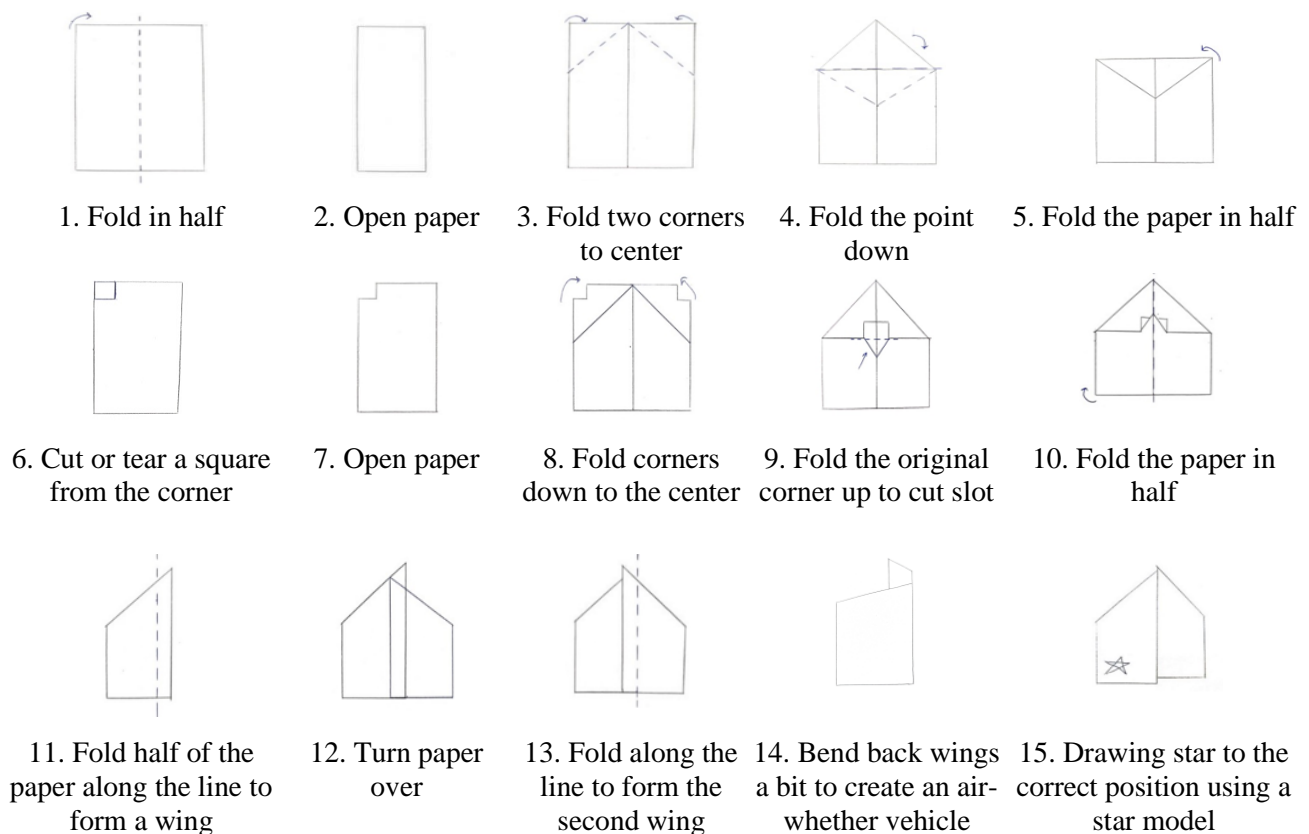 1. Fold in half
2. Open paper
3. Fold two corners
to center
4. Fold the point
down
5. Fold the paper in half
6. Cut or tear a square
from the corner
7. Open paper
8. Fold corners
down to the center
9. Fold the original
corner up to cut slot
10. Fold the paper in
half
11. Fold half of the
paper along the line to
form a wing
12. Turn paper
over
13. Fold along the
line to form the
second wing
14. Bend back wings
a bit to create an air-
whether vehicle
15. Drawing star to the
correct position using a
star model